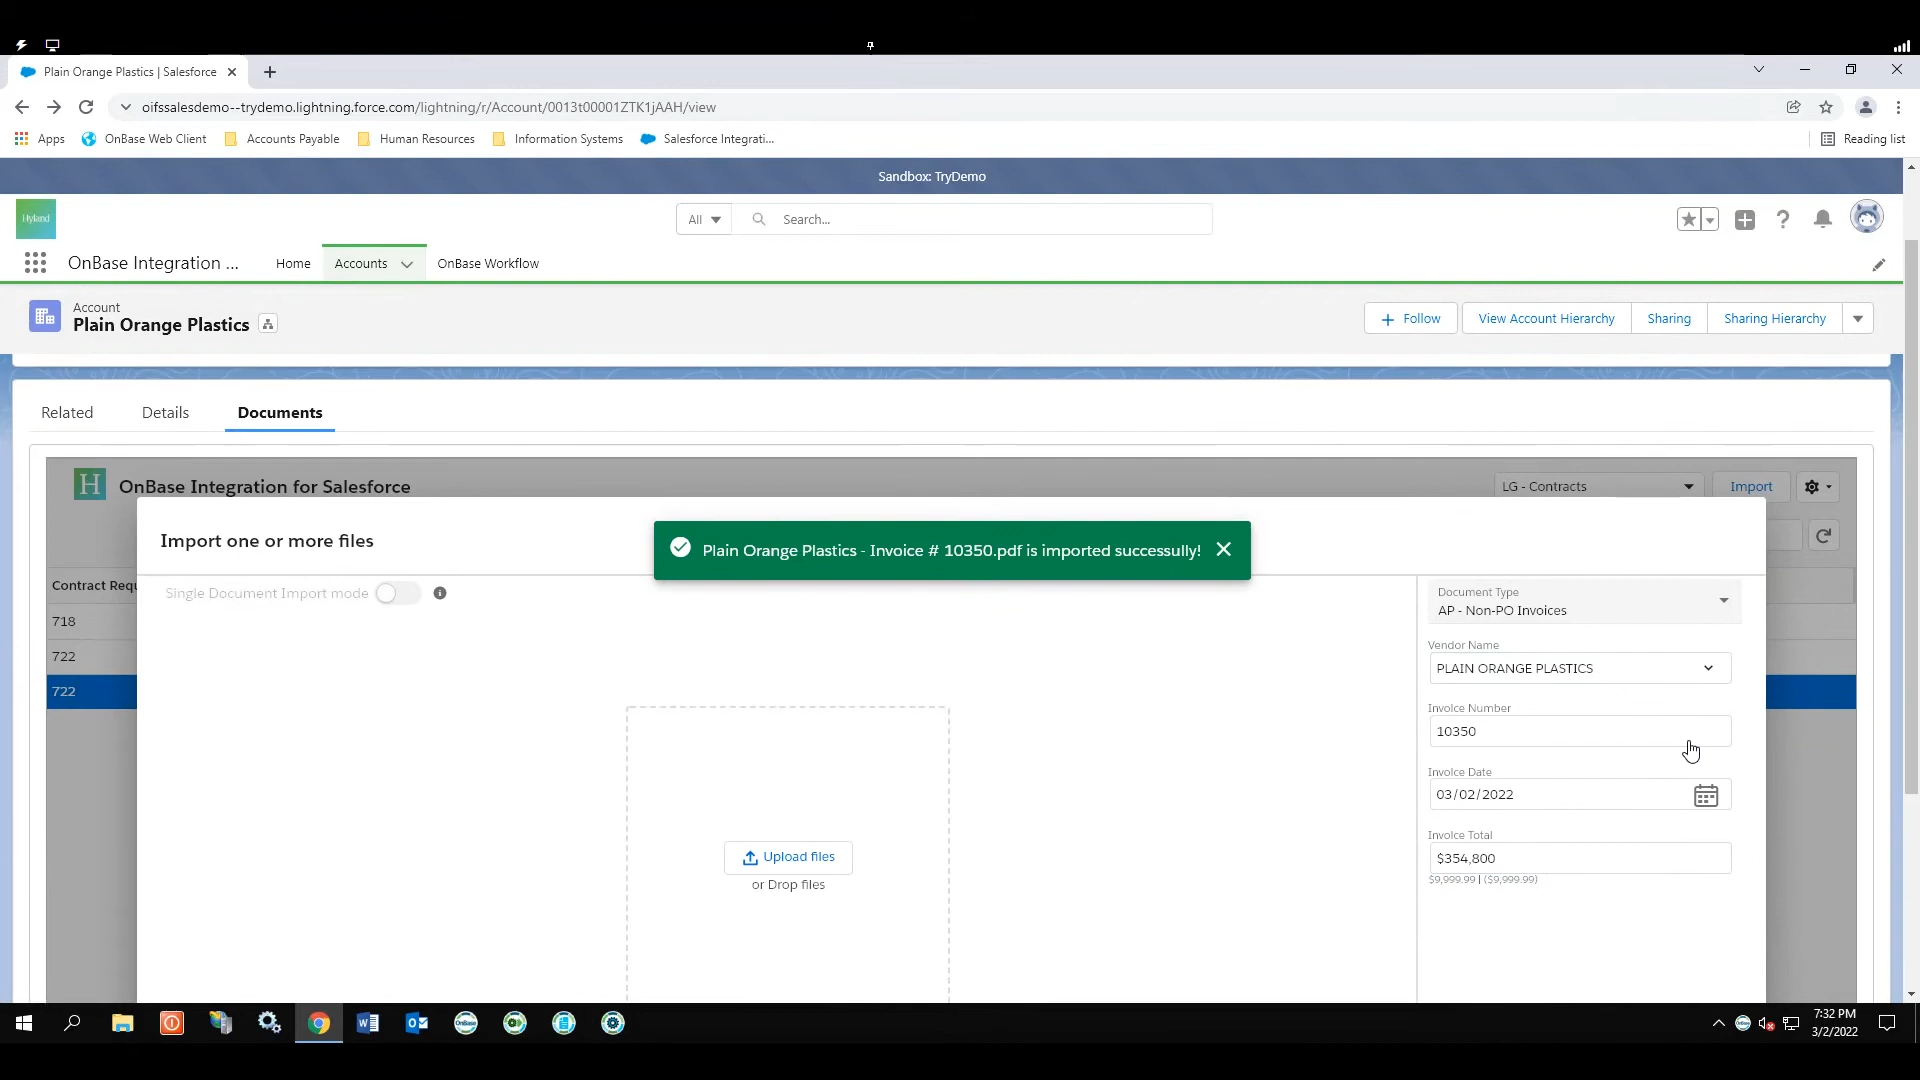 Plain Orange Plastics | Salesforce
oifssalesdemo--trydemo.lightning.force.com/lightning/r/Account/0013t00001ZTK1jAAH/view
Apps OnBase Web Client Accounts Payable Human Resources Information Systems Salesforce Integrati... Reading list
Sandbox: TryDemo
Hyland
All Search...
OnBase Integration ... Home Accounts OnBase Workflow
Account
Plain Orange Plastics
+ Follow View Account Hierarchy Sharing Sharing Hierarchy
Related Details Documents
H OnBase Integration for Salesforce LG - Contracts Import
Import one or more files
Plain Orange Plastics - Invoice # 10350.pdf is imported successully!
Contract Requ
718
722
722
Single Document Import mode
Upload files
or Drop files
Document Type
AP - Non-PO Invoices
Vendor Name
PLAIN ORANGE PLASTICS
Invoice Number
10350
Invoice Date
03/02/2022
Invoice Total
$354,800
$9,999.99 | ($9,999.99)
OnBase
7:32 PM
3/2/2022